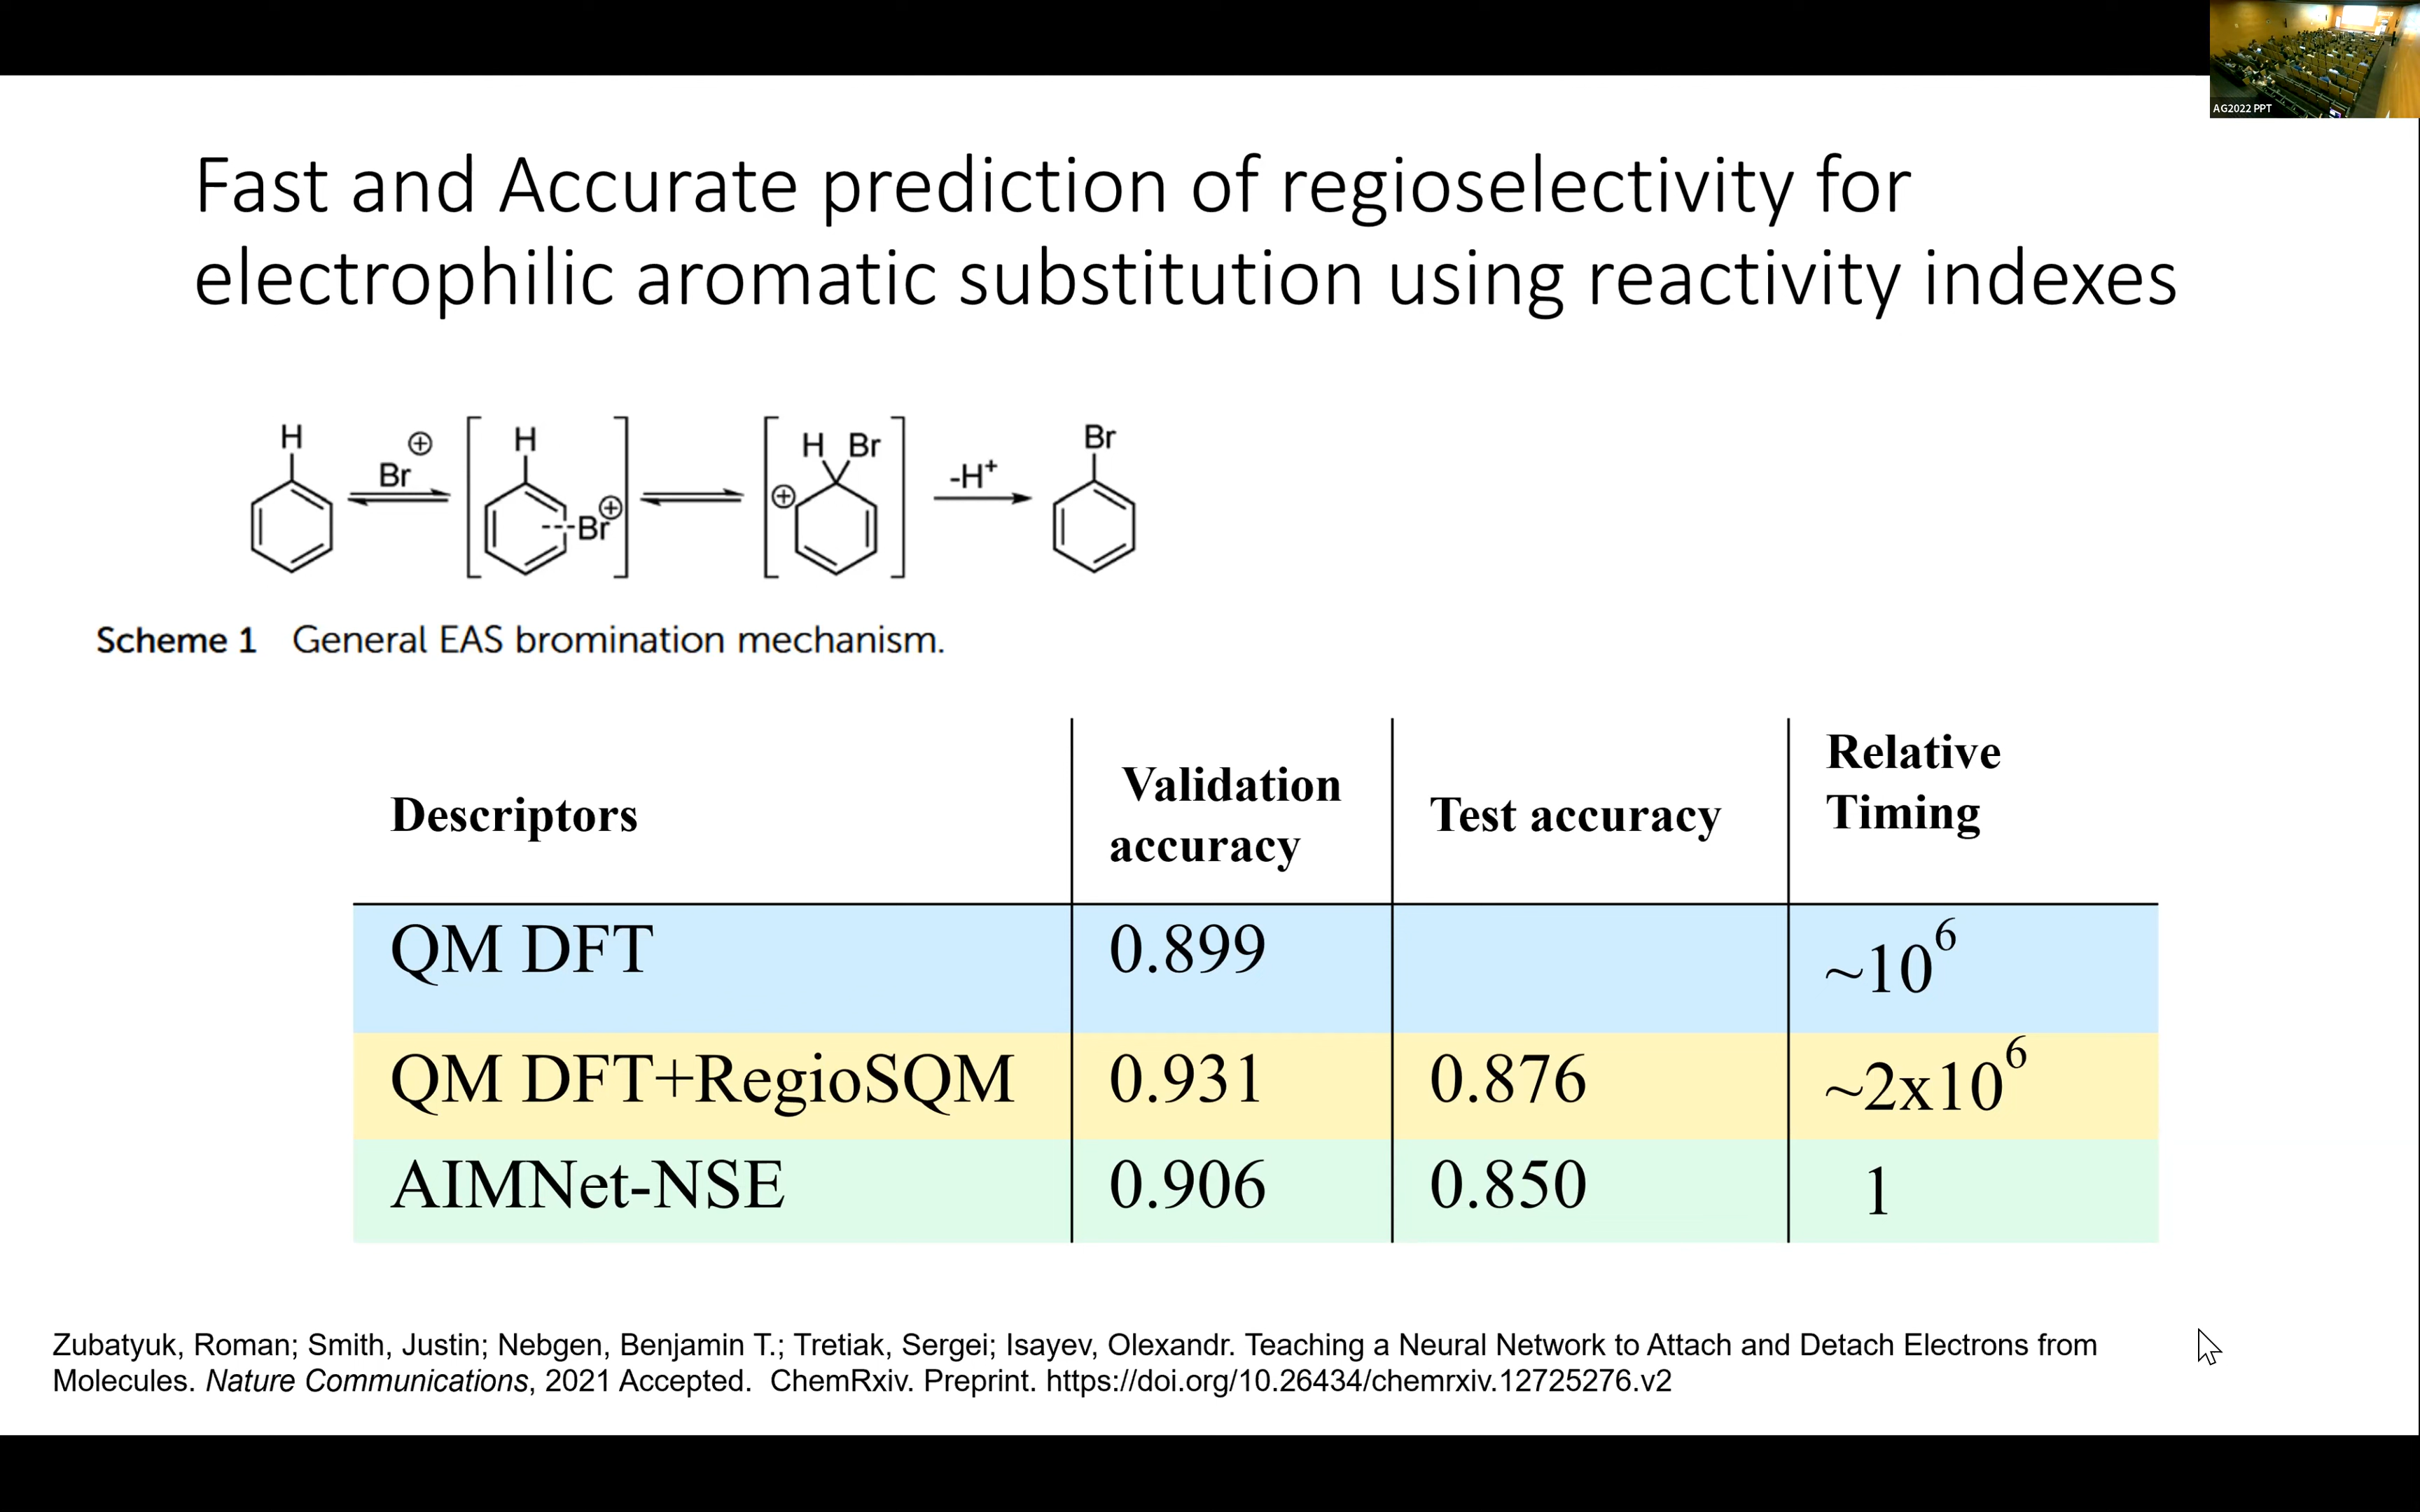 AG2022 PPT
Fast and Accurate prediction of regioselectivity for
electrophilic aromatic substitution using reactivity indexes
H
⊕
Br
H
⊕
Br
H Br
⊕
-H⁺
Br
Scheme 1 General EAS bromination mechanism.
Descriptors Validation accuracy Test accuracy Relative Timing
QM DFT 0.899 ~10⁶
QM DFT+RegioSQM 0.931 0.876 ~2x10⁶
AIMNet-NSE 0.906 0.850 1
Zubatyuk, Roman; Smith, Justin; Nebgen, Benjamin T.; Tretiak, Sergei; Isayev, Olexandr. Teaching a Neural Network to Attach and Detach Electrons from
Molecules. Nature Communications, 2021 Accepted. ChemRxiv. Preprint. https://doi.org/10.26434/chemrxiv.12725276.v2